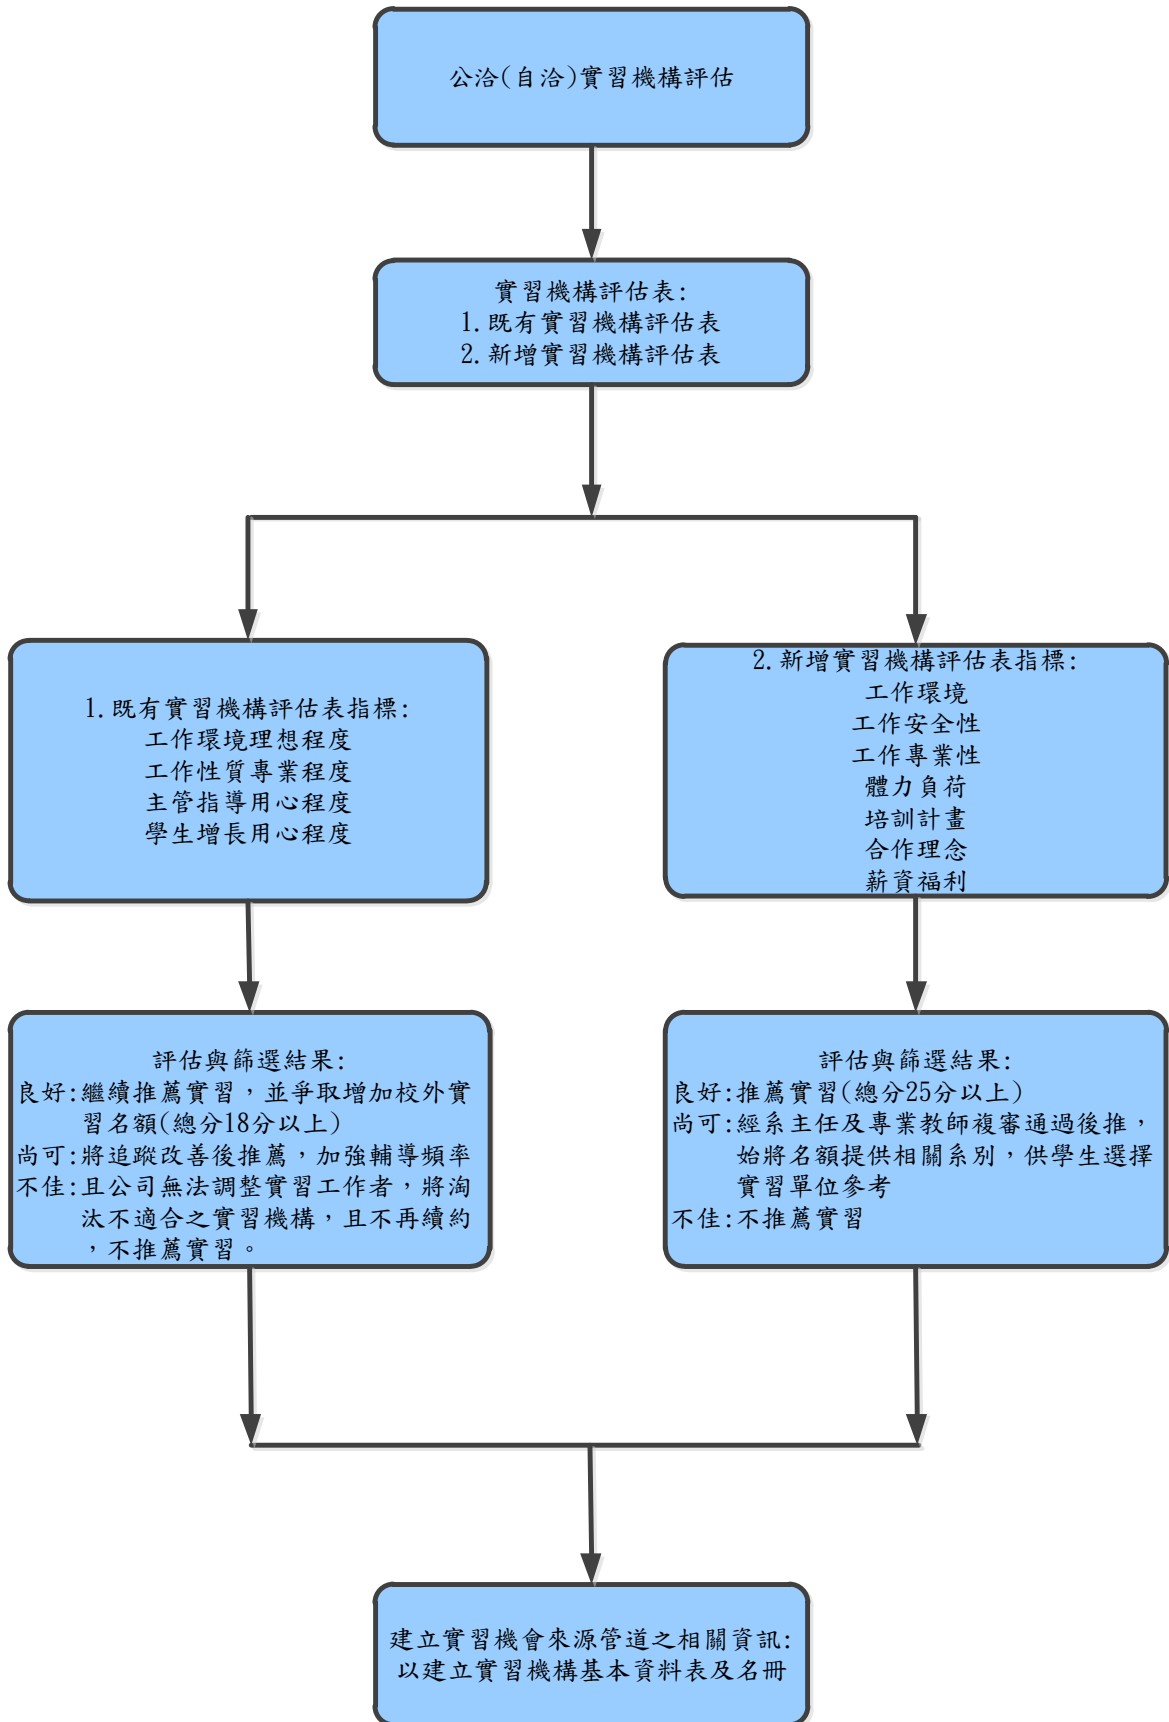 公洽(自洽)實習機構評估
實習機構評估表:
1.既有實習機構評估表
2.新增實習機構評估表
1.既有實習機構評估表指標:
工作環境理想程度
工作性質專業程度
主管指導用心程度
學生增長用心程度
2.新增實習機構評估表指標:
工作環境
工作安全性
工作專業性
體力負荷
培訓計畫
合作理念
薪資福利
評估與篩選結果:
良好:繼續推薦實習，並爭取增加校外實
習名額(總分18分以上)
尚可:將追蹤改善後推薦，加強輔導頻率
不佳:且公司無法調整實習工作者，將淘
汰不適合之實習機構，且不再續約
，不推薦實習。
評估與篩選結果:
良好:推薦實習(總分25分以上)
尚可:經系主任及專業教師複審通過後推，
始將名額提供相關系別，供學生選擇
實習單位參考
不佳:不推薦實習
建立實習機會來源管道之相關資訊:
以建立實習機構基本資料表及名冊